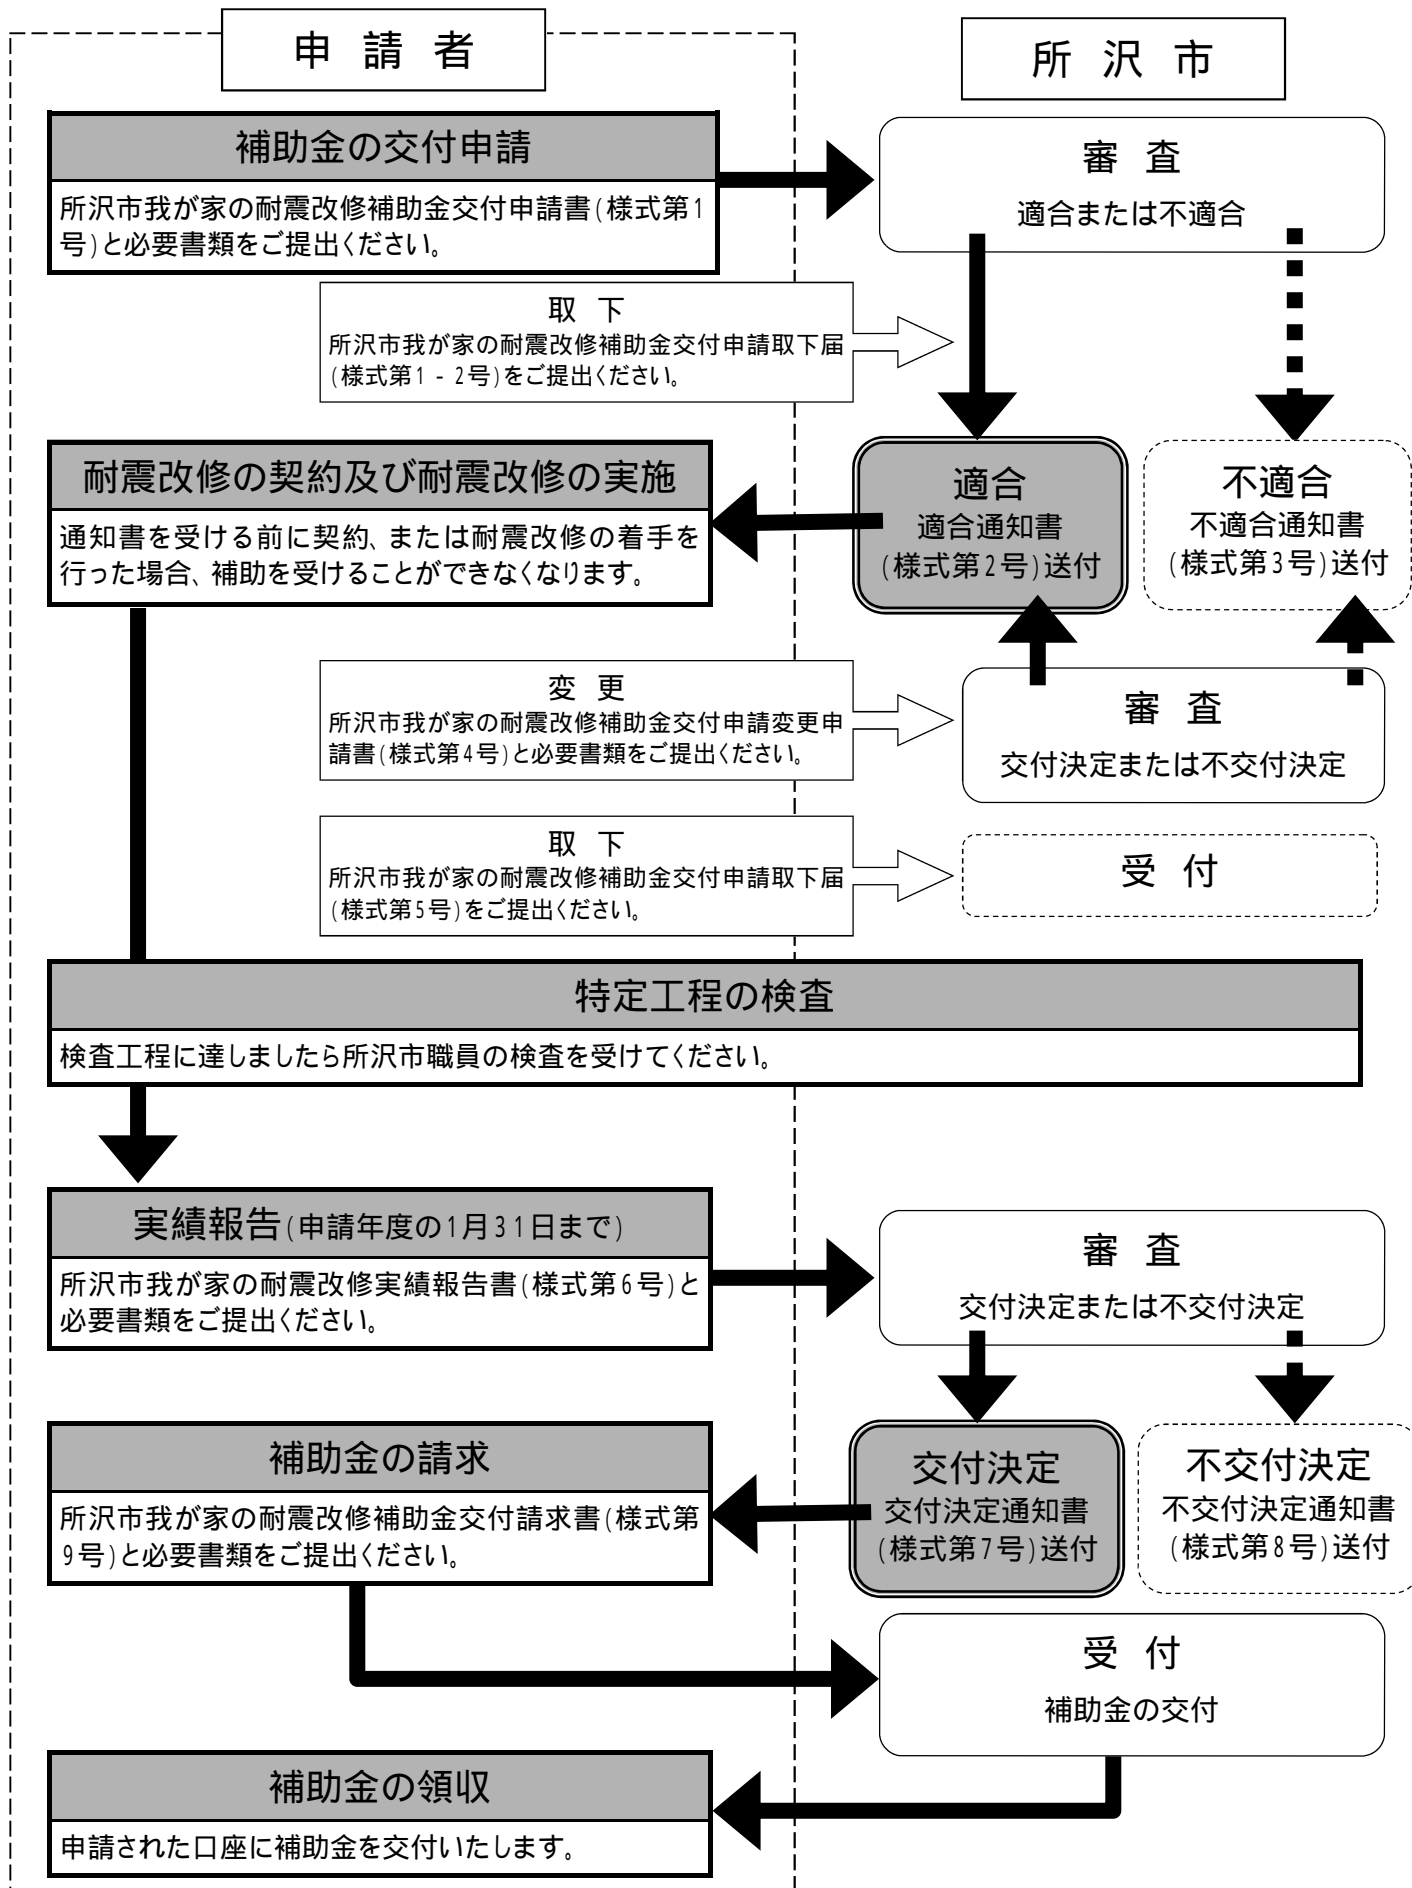 申 請 者
所 沢 市
補助金の交付申請
所沢市我が家の耐震改修補助金交付申請書(様式第1
号)と必要書類をご提出ください。
審 査
適合または不適合
取 下
所沢市我が家の耐震改修補助金交付申請取下届
(様式第1-2号)をご提出ください。
耐震改修の契約及び耐震改修の実施
通知書を受ける前に契約、または耐震改修の着手を
行った場合、補助を受けることができなくなります。
適合
適合通知書
(様式第2号)送付
不適合
不適合通知書
(様式第3号)送付
変 更
所沢市我が家の耐震改修補助金交付申請変更申
請書(様式第4号)と必要書類をご提出ください。
審 査
交付決定または不交付決定
取 下
所沢市我が家の耐震改修補助金交付申請取下届
(様式第5号)をご提出ください。
受 付
特定工程の検査
検査工程に達しましたら所沢市職員の検査を受けてください。
実績報告(申請年度の1月31日まで)
所沢市我が家の耐震改修実績報告書(様式第6号)と
必要書類をご提出ください。
審 査
交付決定または不交付決定
補助金の請求
所沢市我が家の耐震改修補助金交付請求書(様式第
9号)と必要書類をご提出ください。
交付決定
交付決定通知書
(様式第7号)送付
不交付決定
不交付決定通知書
(様式第8号)送付
受 付
補助金の交付
補助金の領収
申請された口座に補助金を交付いたします。